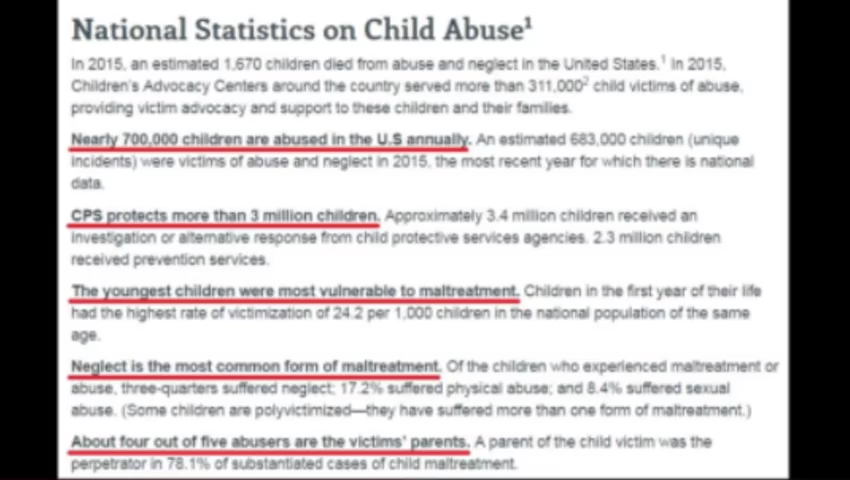 National Statistics on Child Abuse¹
In 2015, an estimated 1,670 children died from abuse and neglect in the United States.¹ In 2015,
Children's Advocacy Centers around the country served more than 311,000² child victims of abuse,
providing victim advocacy and support to these children and their families.
Nearly 700,000 children are abused in the U.S annually. An estimated 683,000 children (unique
incidents) were victims of abuse and neglect in 2015, the most recent year for which there is national
data.
CPS protects more than 3 million children. Approximately 3.4 million children received an
investigation or alternative response from child protective services agencies. 2.3 million children
received prevention services.
The youngest children were most vulnerable to maltreatment. Children in the first year of their life
had the highest rate of victimization of 24.2 per 1,000 children in the national population of the same
age.
Neglect is the most common form of maltreatment. Of the children who experienced maltreatment or
abuse, three-quarters suffered neglect; 17.2% suffered physical abuse; and 8.4% suffered sexual
abuse. (Some children are polyvictimized—they have suffered more than one form of maltreatment.)
About four out of five abusers are the victims' parents. A parent of the child victim was the
perpetrator in 78.1% of substantiated cases of child maltreatment.